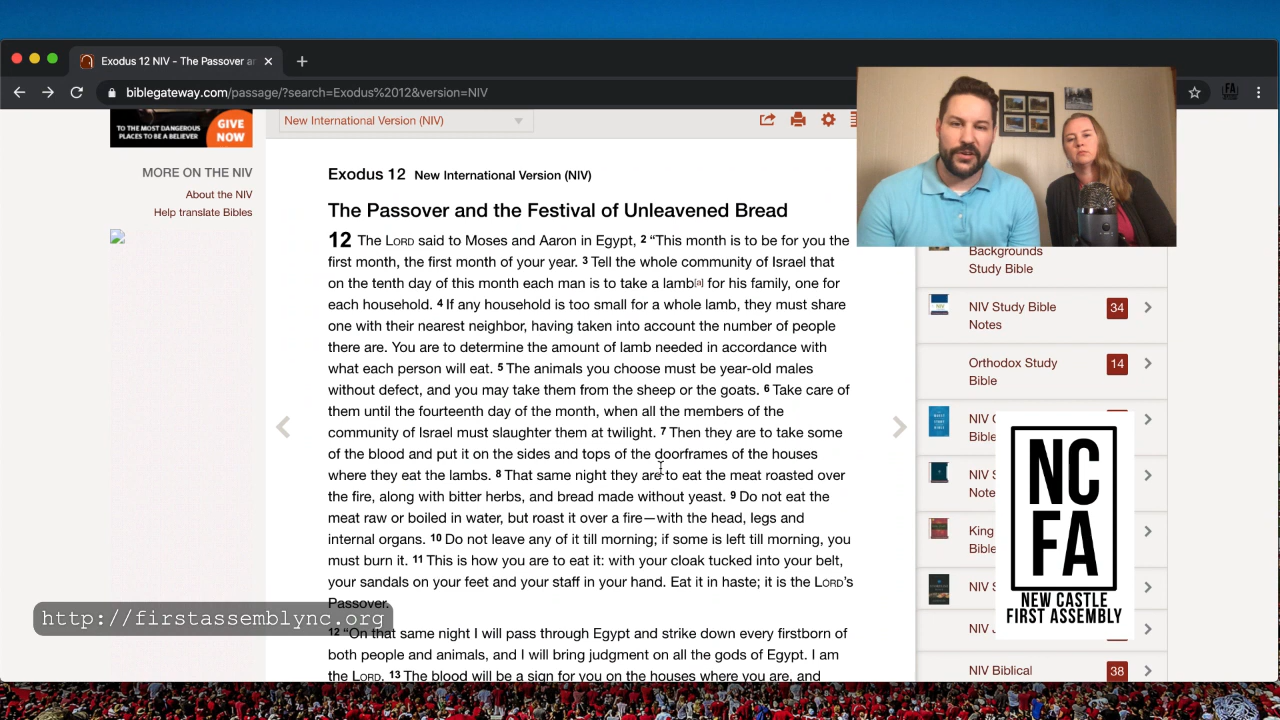 Exodus 12 NIV - The Passover ar
biblegateway.com/passage/?search=Exodus%2012&version=NIV
FA
TO THE MOST DANGEROUS
PLACES TO BE A BELIEVER
GIVE
NOW
MORE ON THE NIV
About the NIV
Help translate Bibles
New International Version (NIV)
Exodus 12 New International Version (NIV)
The Passover and the Festival of Unleavened Bread
12 The LORD said to Moses and Aaron in Egypt, 2 “This month is to be for you the
first month, the first month of your year. 3 Tell the whole community of Israel that
on the tenth day of this month each man is to take a lamb[a] for his family, one for
each household. 4 If any household is too small for a whole lamb, they must share
one with their nearest neighbor, having taken into account the number of people
there are. You are to determine the amount of lamb needed in accordance with
what each person will eat. 5 The animals you choose must be year-old males
without defect, and you may take them from the sheep or the goats. 6 Take care of
them until the fourteenth day of the month, when all the members of the
community of Israel must slaughter them at twilight. 7 Then they are to take some
of the blood and put it on the sides and tops of the doorframes of the houses
where they eat the lambs. 8 That same night they are to eat the meat roasted over
the fire, along with bitter herbs, and bread made without yeast. 9 Do not eat the
meat raw or boiled in water, but roast it over a fire—with the head, legs and
internal organs. 10 Do not leave any of it till morning; if some is left till morning, you
must burn it. 11 This is how you are to eat it: with your cloak tucked into your belt,
your sandals on your feet and your staff in your hand. Eat it in haste; it is the LORD’s
Passover.
12 “On that same night I will pass through Egypt and strike down every firstborn of
both people and animals, and I will bring judgment on all the gods of Egypt. I am
the LORD. 13 The blood will be a sign for you on the houses where you are, and
http://firstassemblync.org
Backgrounds
Study Bible
NIV Study Bible
Notes
34
Orthodox Study
Bible
14
NIV
Bible
NIV S
Note
King
Bible
NIV S
NIV J
NIV Biblical
38
NC
FA
NEW CASTLE
FIRST ASSEMBLY